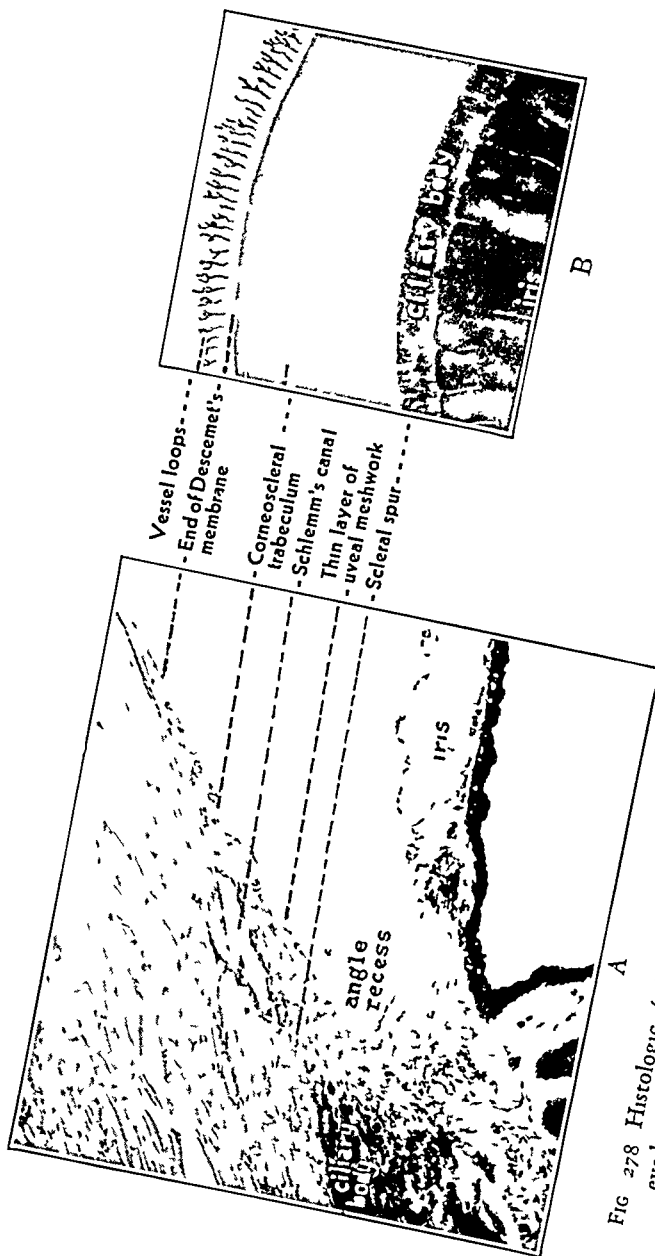 Vessel loops
End of Descemet's
membrane
Corneoscleral
trabeculum
Schlemm's canal
Thin layer of
uveal meshwork
Scleral spur
angle
recess
iris
ciliary
body
A
ciliary body
iris
B
FIG 278 Histologic